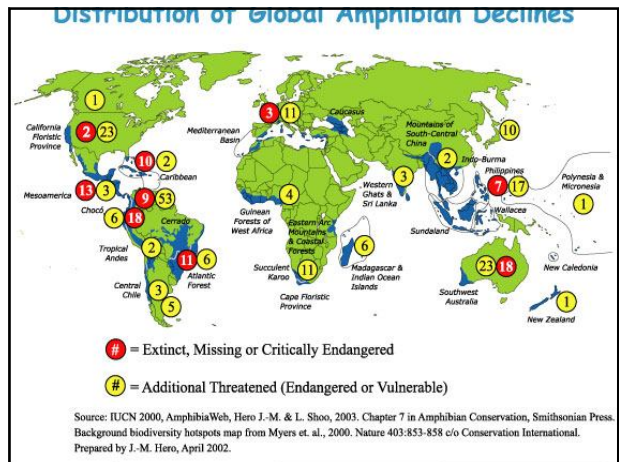 Distribution of Global Amphibian Declines
1
California
Floristic
Province
2
23
3
11
Caucasus
Mediterranean
Basin
Mountains of
South-Central
China
10
2
Indo-Burma
Philippines
10
2
Caribbean
13
3
Mesoamerica
9
53
Chocó
6
18
Cerrado
4
Guinean Forests
of West Africa
Eastern Arc
Mountains
& Coastal
Forests
3
Western
Ghats &
Sri Lanka
7
17
Polynesia &
Micronesia
1
Wallacea
Sundaland
Tropical
Andes
2
11
6
Atlantic
Forest
6
Madagascar &
Indian Ocean
Islands
Succulent
Karoo
11
Cape Floristic
Province
23
18
New Caledonia
Central
Chile
3
5
Southwest
Australia
1
New Zealand
# = Extinct, Missing or Critically Endangered
# = Additional Threatened (Endangered or Vulnerable)
Source: IUCN 2000, AmphibiaWeb, Hero J.-M. & L. Shoo, 2003. Chapter 7 in Amphibian Conservation, Smithsonian Press.
Background biodiversity hotspots map from Myers et. al., 2000. Nature 403:853-858 c/o Conservation International.
Prepared by J.-M. Hero, April 2002.